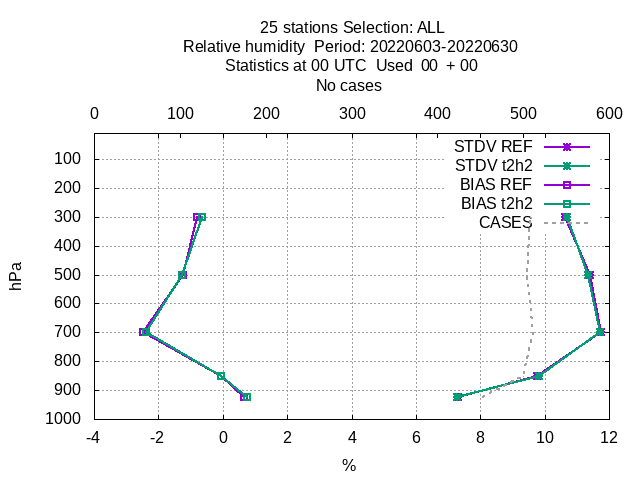 25 stations Selection: ALL
Relative humidity  Period: 20220603-20220630
Statistics at 00 UTC  Used  00  + 00
No cases
0 100 200 300 400 500 600
STDV REF
STDV t2h2
BIAS REF
BIAS t2h2
CASES
100
200
300
400
500
600
700
800
900
1000
hPa
-4 -2 0 2 4 6 8 10 12
%